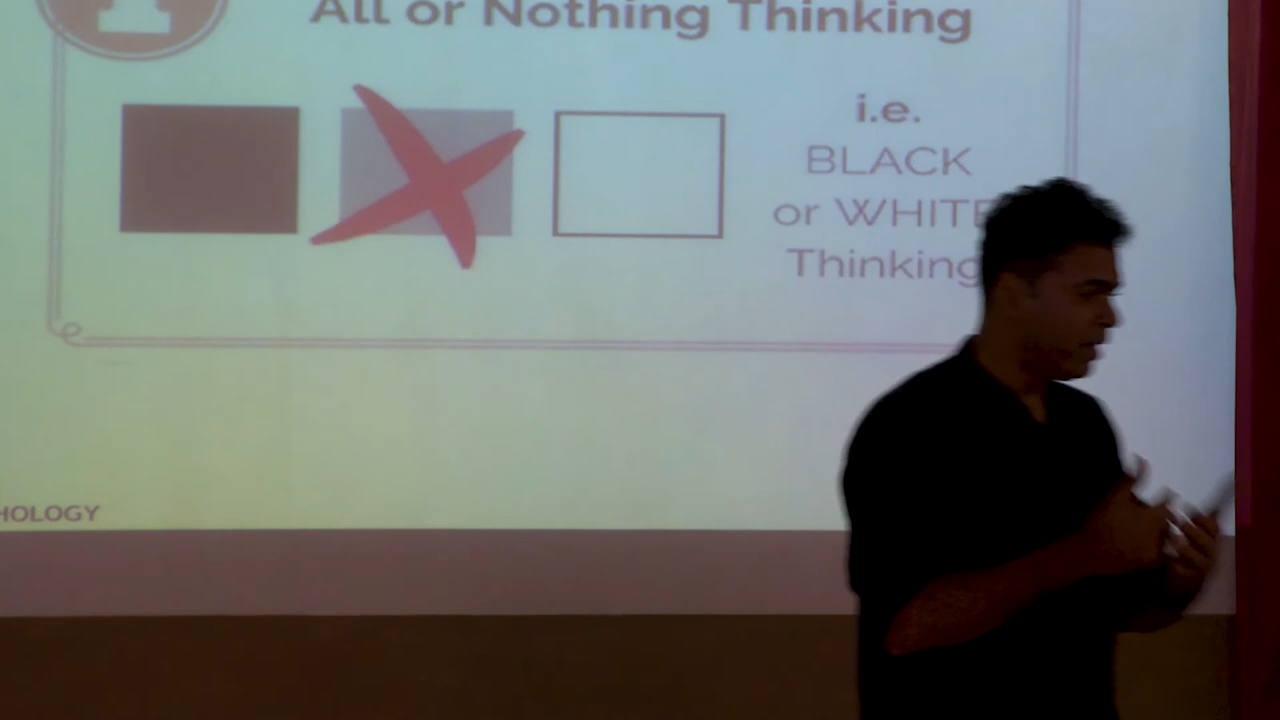 All or Nothing Thinking
i.e.
BLACK
or WHITE
Thinking
HOLOGY